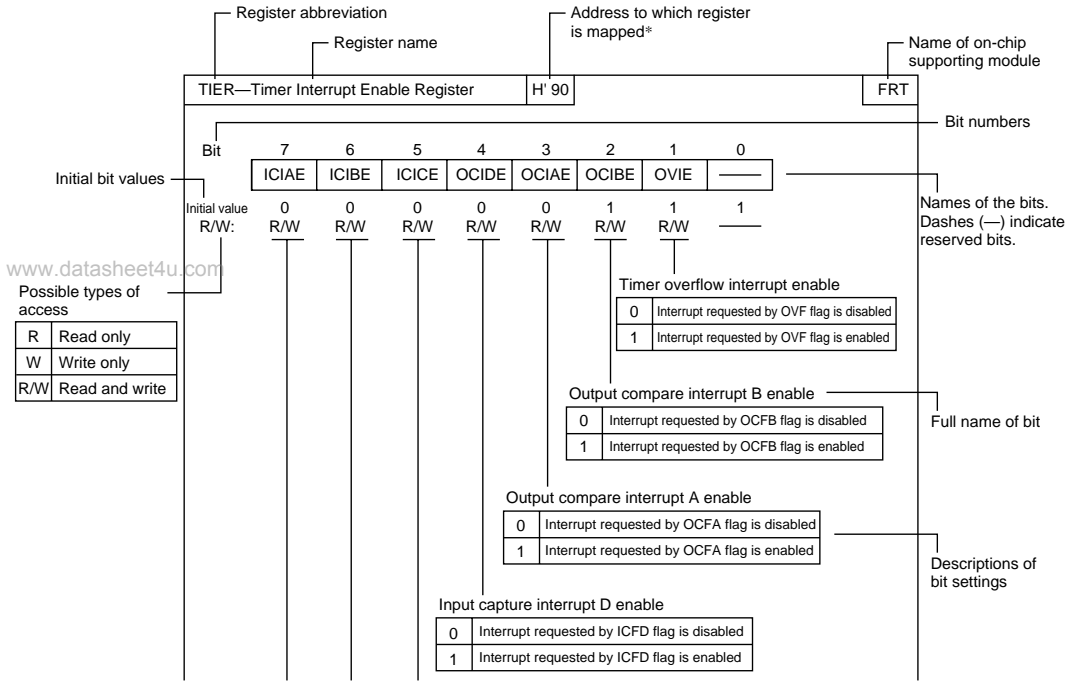 Register abbreviation
Register name
Address to which register
is mapped*
Name of on-chip
supporting module
TIER—Timer Interrupt Enable Register H' 90 FRT
Bit numbers
Bit 7 6 5 4 3 2 1 0
ICIAE ICIBE ICICE OCIDE OCIAE OCIBE OVIE —
Initial bit values
Initial value 0 0 0 0 0 1 1 1
R/W: R/W R/W R/W R/W R/W R/W R/W —
Names of the bits.
Dashes (—) indicate
reserved bits.
www.datasheet4u.com
Possible types of
access
R Read only
W Write only
R/W Read and write
Timer overflow interrupt enable
0 Interrupt requested by OVF flag is disabled
1 Interrupt requested by OVF flag is enabled
Output compare interrupt B enable
0 Interrupt requested by OCFB flag is disabled
1 Interrupt requested by OCFB flag is enabled
Full name of bit
Output compare interrupt A enable
0 Interrupt requested by OCFA flag is disabled
1 Interrupt requested by OCFA flag is enabled
Descriptions of
bit settings
Input capture interrupt D enable
0 Interrupt requested by ICFD flag is disabled
1 Interrupt requested by ICFD flag is enabled